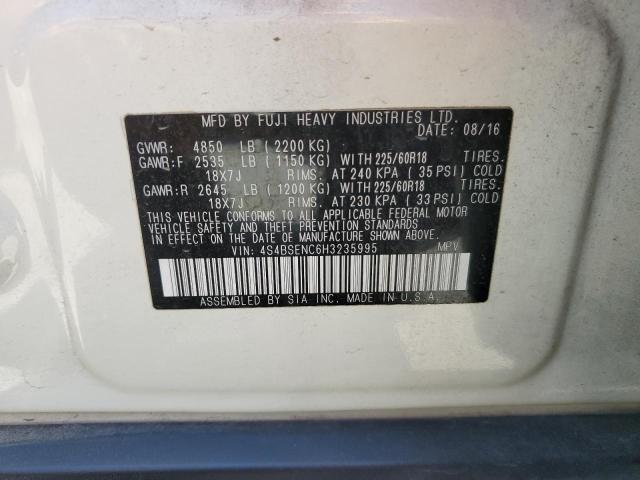 MFD BY FUJI HEAVY INDUSTRIES LTD.
DATE: 08/16
GVWR: 4850 LB ( 2200 KG)
GAWR:F 2535 LB ( 1150 KG) WITH 225/60R18 TIRES.
18X7J RIMS. AT 240 KPA ( 35 PSI) COLD
GAWR:R 2645 LB ( 1200 KG) WITH 225/60R18 TIRES.
18X7J RIMS. AT 230 KPA ( 33 PSI) COLD
THIS VEHICLE CONFORMS TO ALL APPLICABLE FEDERAL MOTOR
VEHICLE SAFETY AND THEFT PREVENTION STANDARDS
IN EFFECT ON THE DATE OF MANUFACTURE SHOWN ABOVE.
VIN: 4S4BSENC6H3235995 MPV
ASSEMBLED BY SIA INC. MADE IN U.S.A.